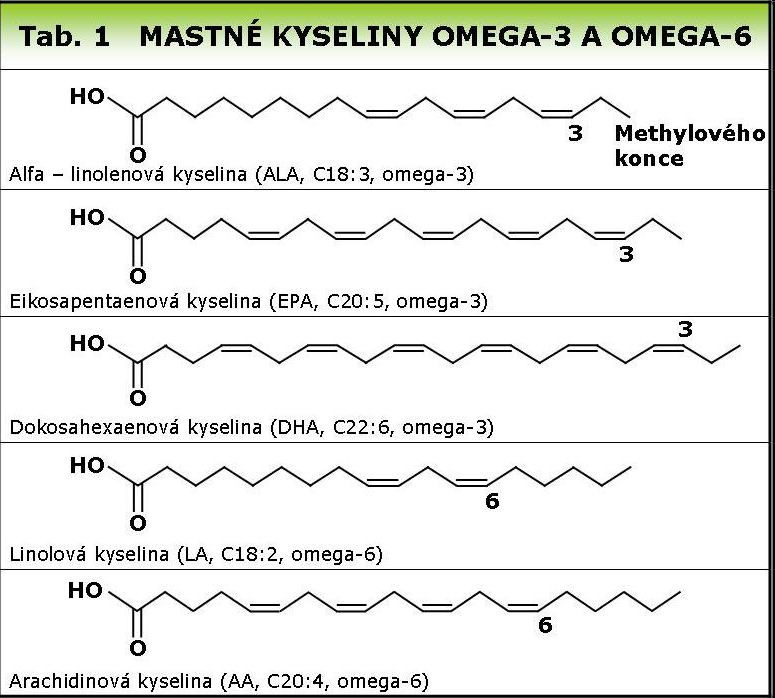 Tab. 1 MASTNÉ KYSELINY OMEGA-3 A OMEGA-6
HO
O
3 Methylového
konce
Alfa – linolenová kyselina (ALA, C18:3, omega-3)
HO
3
O
Eikosapentaenová kyselina (EPA, C20:5, omega-3)
3
HO
O
Dokosahexaenová kyselina (DHA, C22:6, omega-3)
HO
6
O
Linolová kyselina (LA, C18:2, omega-6)
HO
6
O
Arachidinová kyselina (AA, C20:4, omega-6)